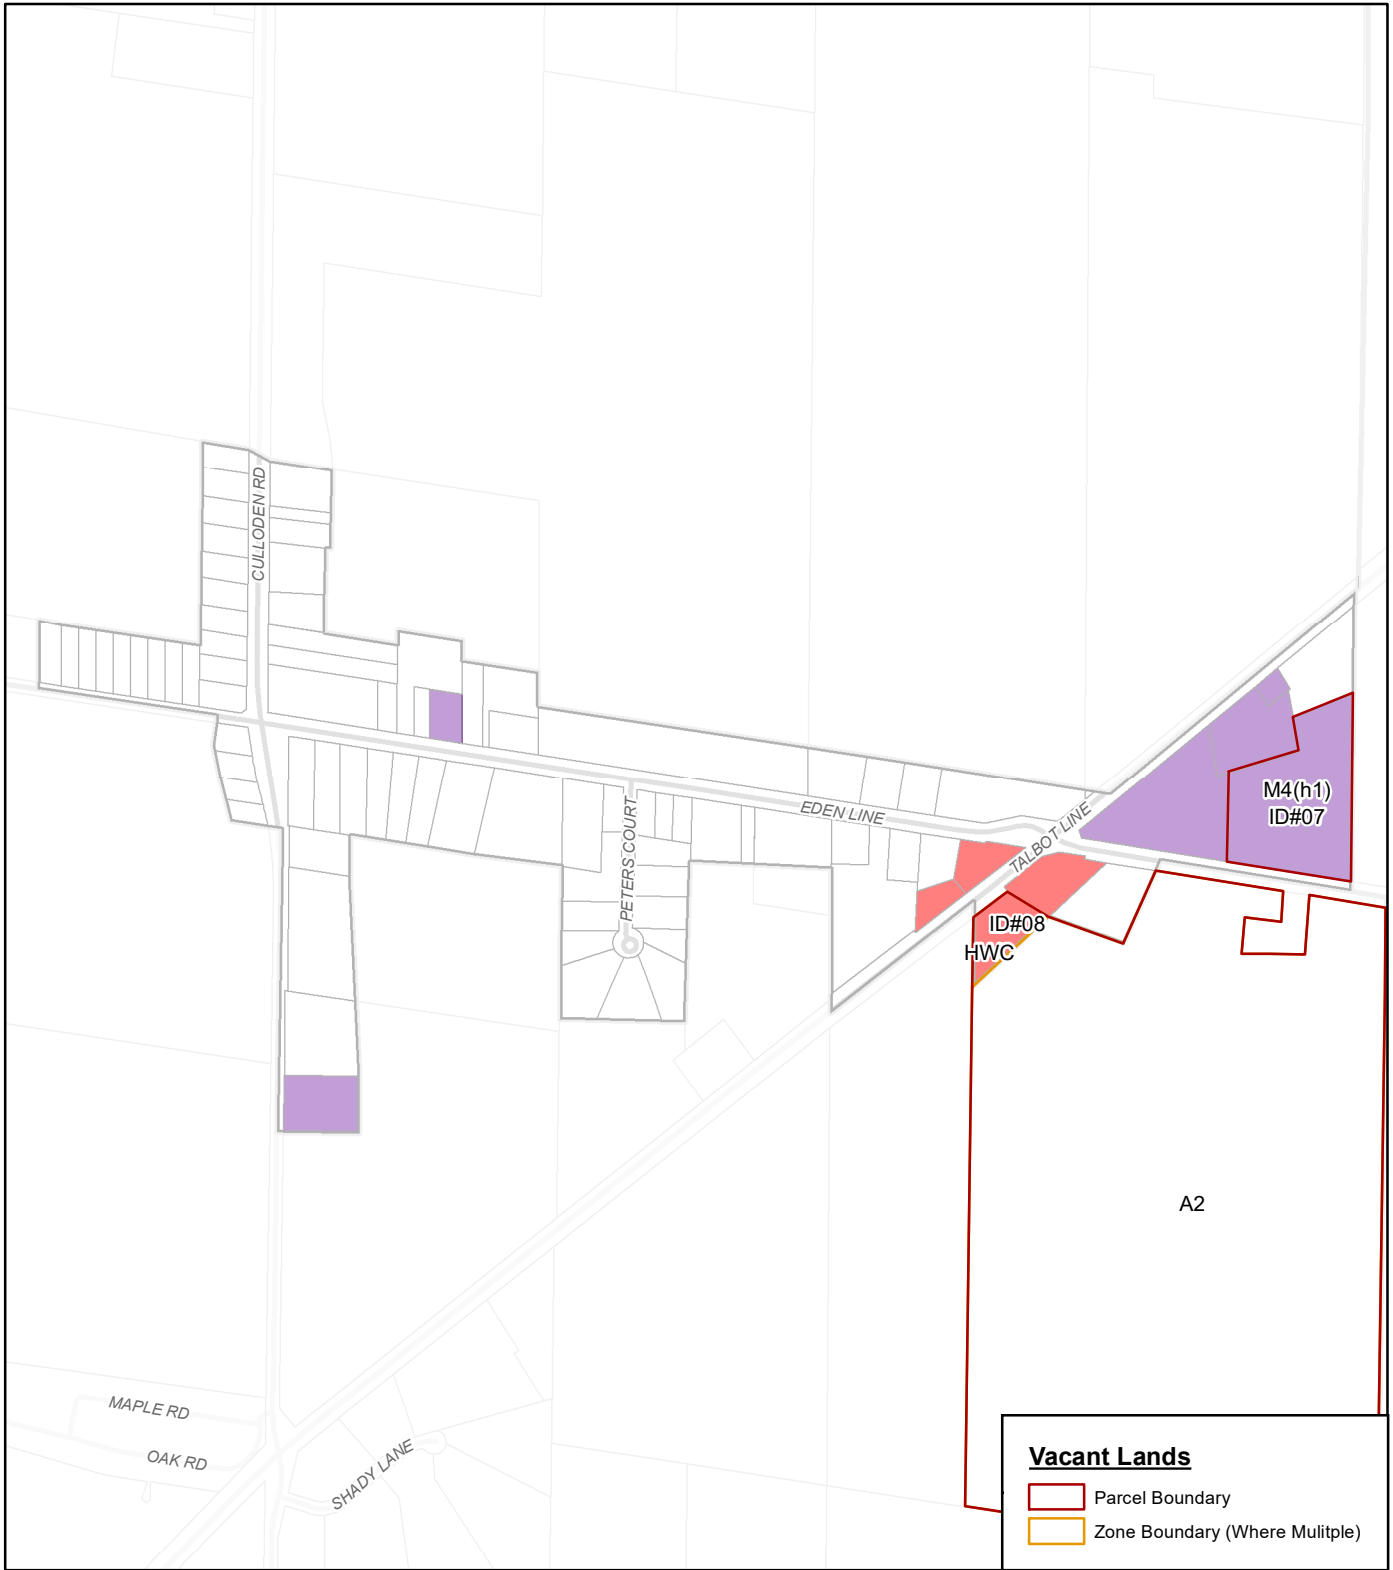 CULLODEN RD
M4(h1)
ID#07
EDEN LINE
TALBOT LINE
PETERS COURT
ID#08
HWC
A2
MAPLE RD
OAK RD
SHADY LANE
Vacant Lands
Parcel Boundary
Zone Boundary (Where Mulitple)